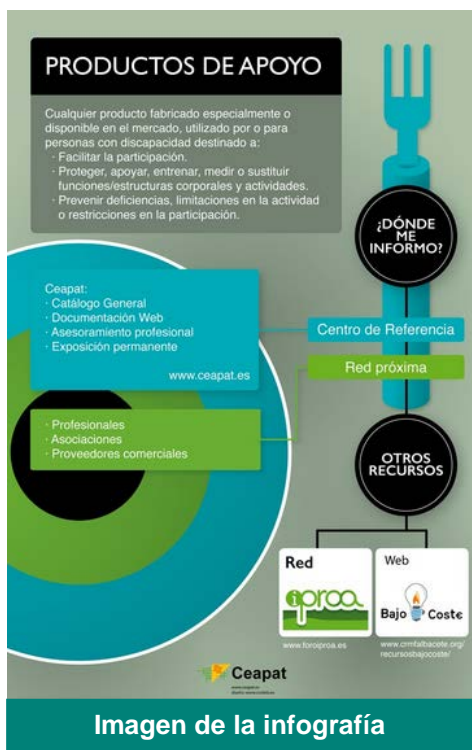 PRODUCTOS DE APOYO
Cualquier producto fabricado especialmente o
disponible en el mercado, utilizado por o para
personas con discapacidad destinado a:
· Facilitar la participación.
· Proteger, apoyar, entrenar, medir o sustituir
funciones/estructuras corporales y actividades.
· Prevenir deficiencias, limitaciones en la actividad
o restricciones en la participación.
¿DÓNDE
ME
INFORMO?
Ceapat:
· Catálogo General
· Documentación Web
· Asesoramiento profesional
· Exposición permanente
www.ceapat.es
Centro de Referencia
Red próxima
· Profesionales
· Asociaciones
· Proveedores comerciales
OTROS
RECURSOS
Red
iproa
www.foroiproa.es
Web
Bajo Coste
www.crmfalbacete.org/
recursosbajocoste/
Ceapat
www.ceapat.es
Imagen de la infografía